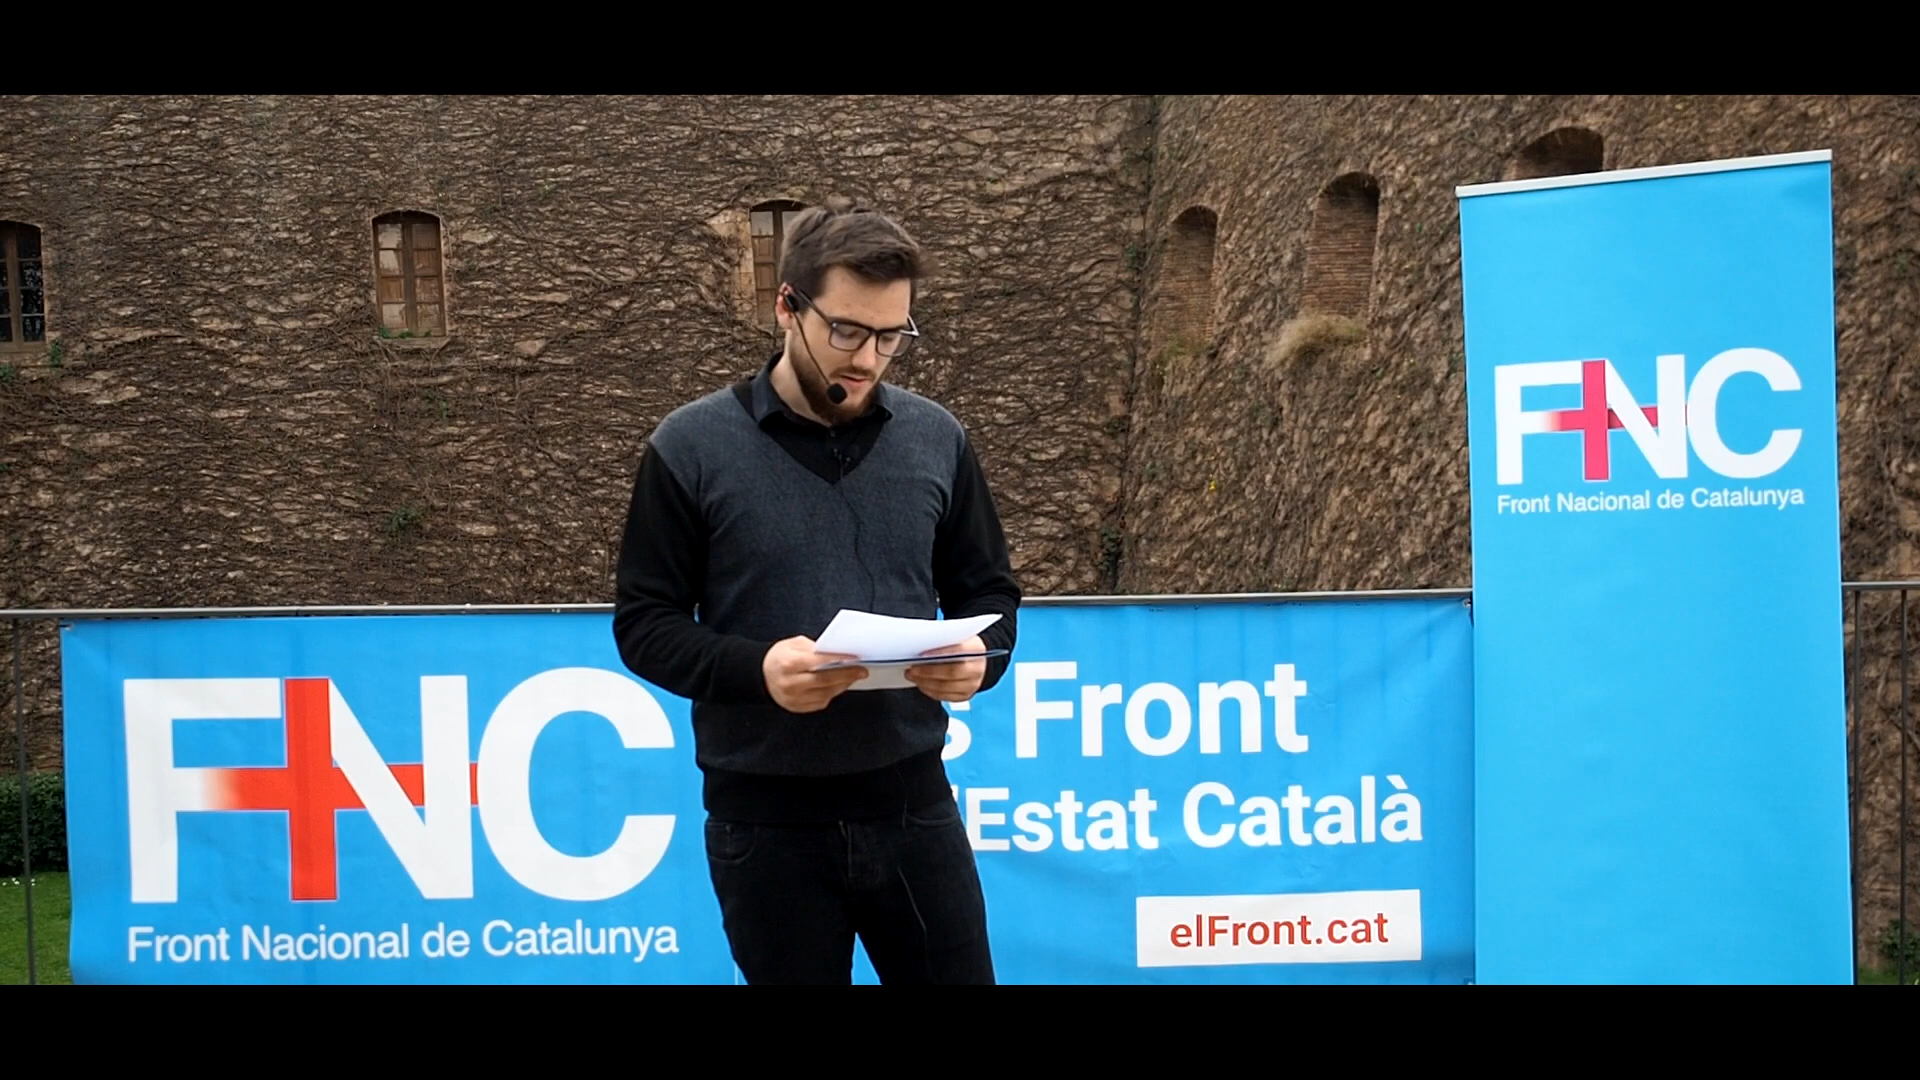 FNC
Front Nacional de Catalunya
Front
Estat Català
elFront.cat
FNC
Front Nacional de Catalunya